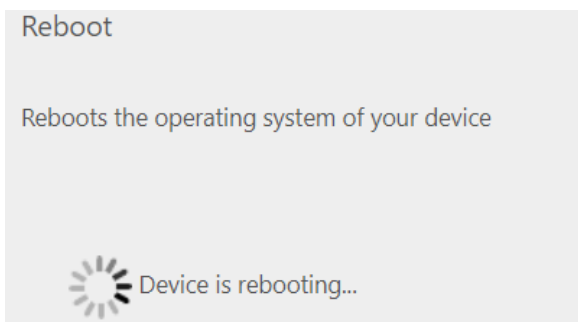 Reboot
Reboots the operating system of your device
Device is rebooting...